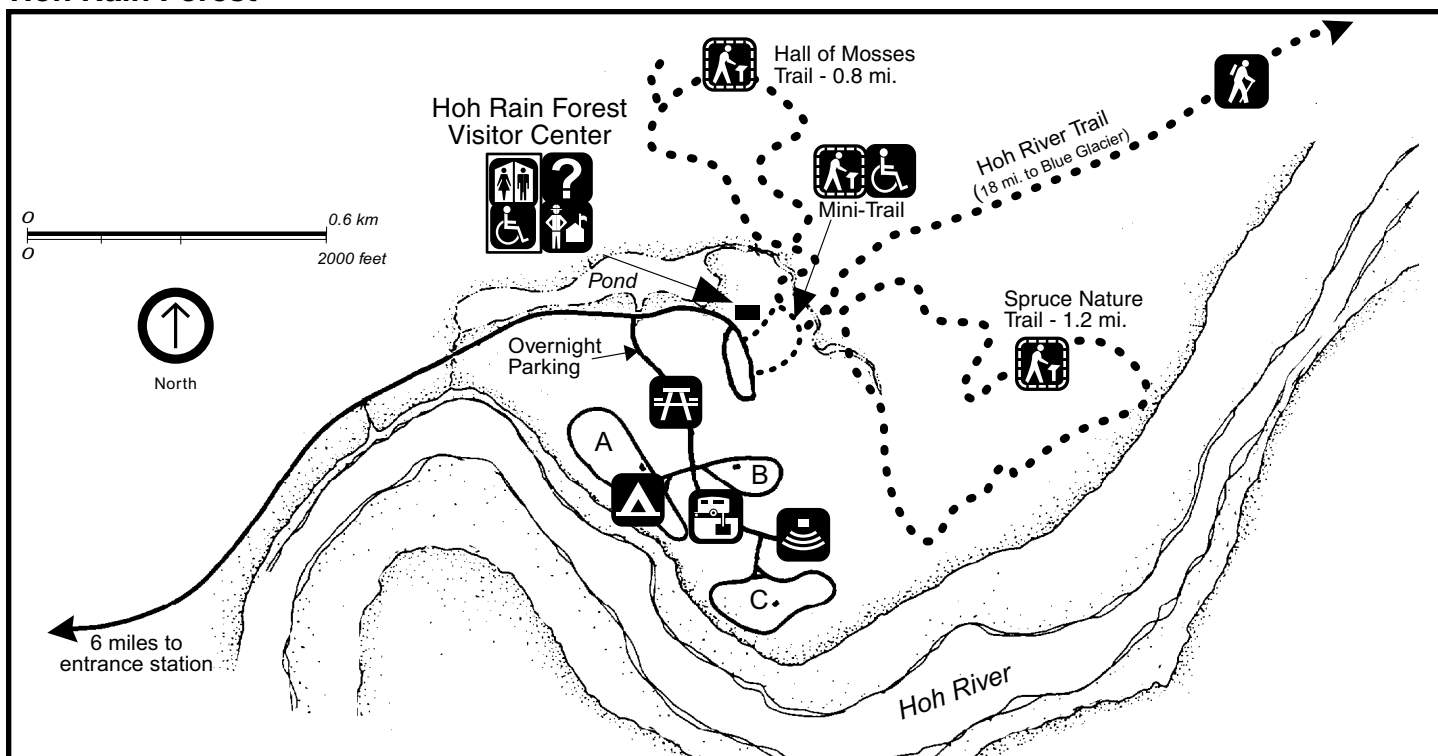 Hoh Rain Forest
Hall of Mosses
Trail - 0.8 mi.
Hoh Rain Forest
Visitor Center
?
Hoh River Trail
(18 mi. to Blue Glacier)
Mini-Trail
0
0.6 km
0
2000 feet
Pond
Spruce Nature
Trail - 1.2 mi.
Overnight
Parking
North
A
B
C
6 miles to
entrance station
Hoh River